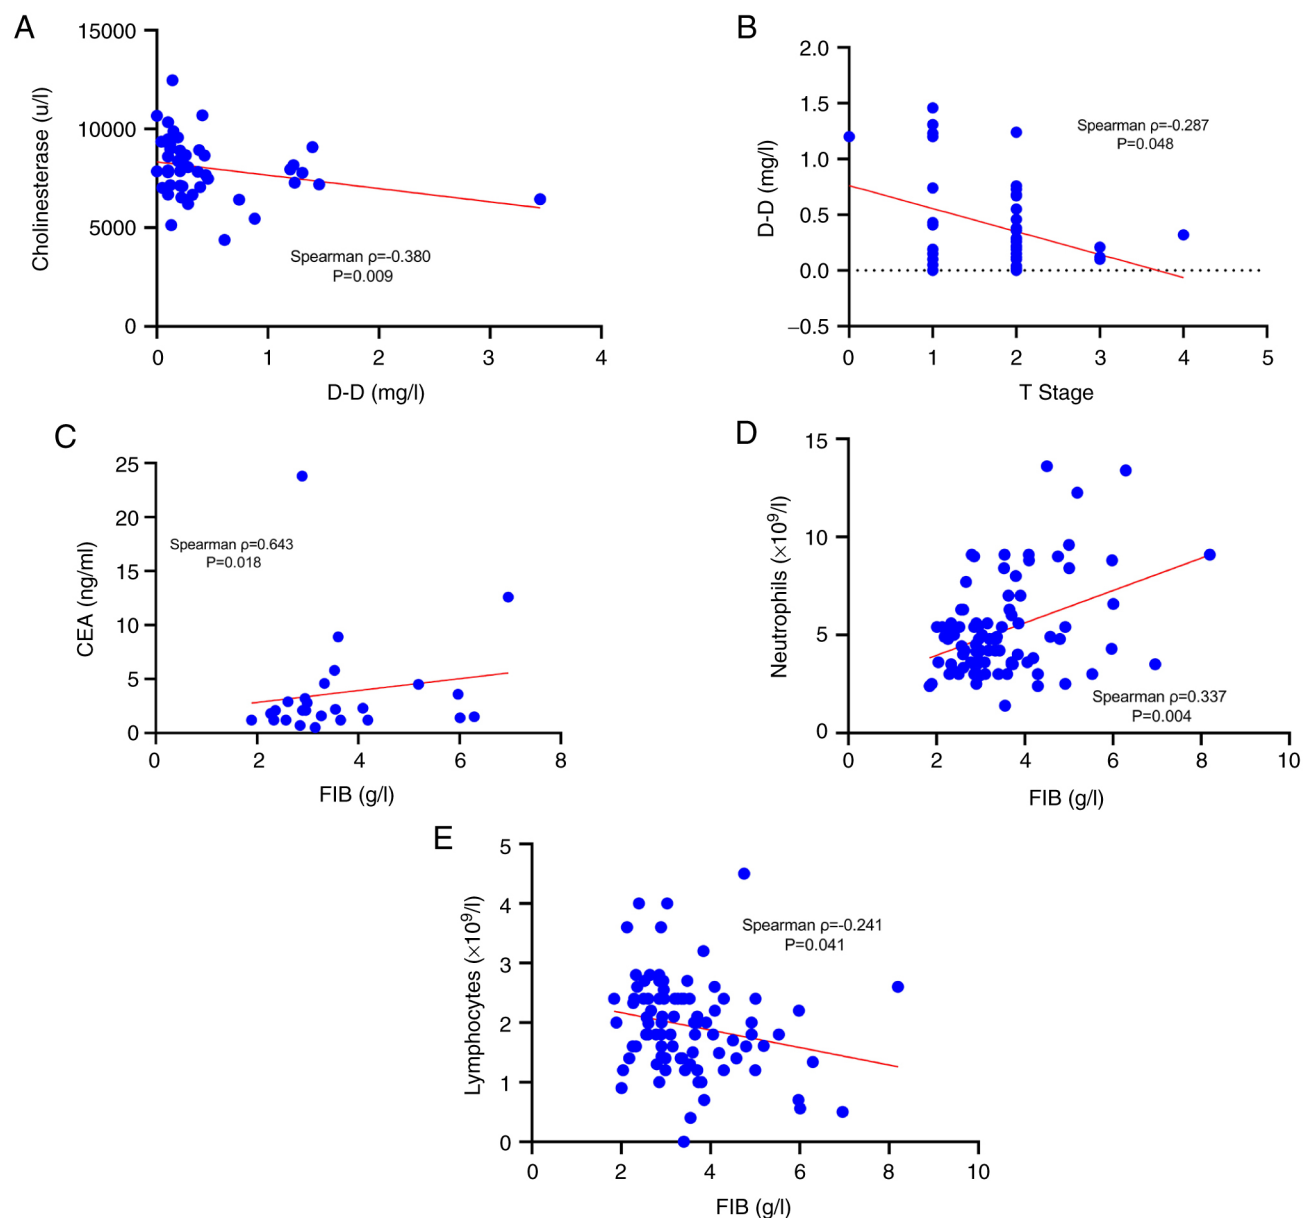 A
15000
10000
5000
0
Cholinesterase (u/l)
Spearman ρ=-0.380
P=0.009
0 1 2 3 4
D-D (mg/l)
B
2.0
1.5
1.0
0.5
0.0
−0.5
D-D (mg/l)
Spearman ρ=-0.287
P=0.048
0 1 2 3 4 5
T Stage
C
25
20
15
10
5
0
CEA (ng/ml)
Spearman ρ=0.643
P=0.018
0 2 4 6 8
FIB (g/l)
D
15
10
5
0
Neutrophils (×10⁹/l)
Spearman ρ=0.337
P=0.004
0 2 4 6 8 10
FIB (g/l)
E
5
4
3
2
1
0
Lymphocytes (×10⁹/l)
Spearman ρ=-0.241
P=0.041
0 2 4 6 8 10
FIB (g/l)